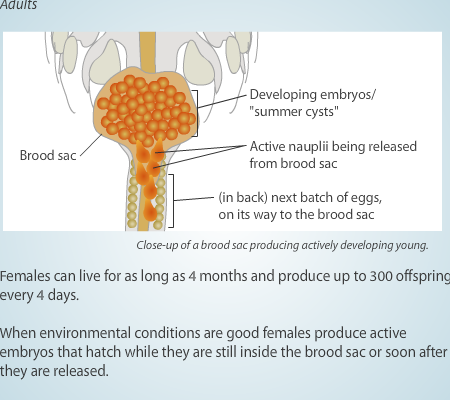 Adults
Developing embryos/
"summer cysts"
Active nauplii being released
from brood sac
Brood sac
(in back) next batch of eggs,
on its way to the brood sac
Close-up of a brood sac producing actively developing young.
Females can live for as long as 4 months and produce up to 300 offspring
every 4 days.
When environmental conditions are good females produce active
embryos that hatch while they are still inside the brood sac or soon after
they are released.